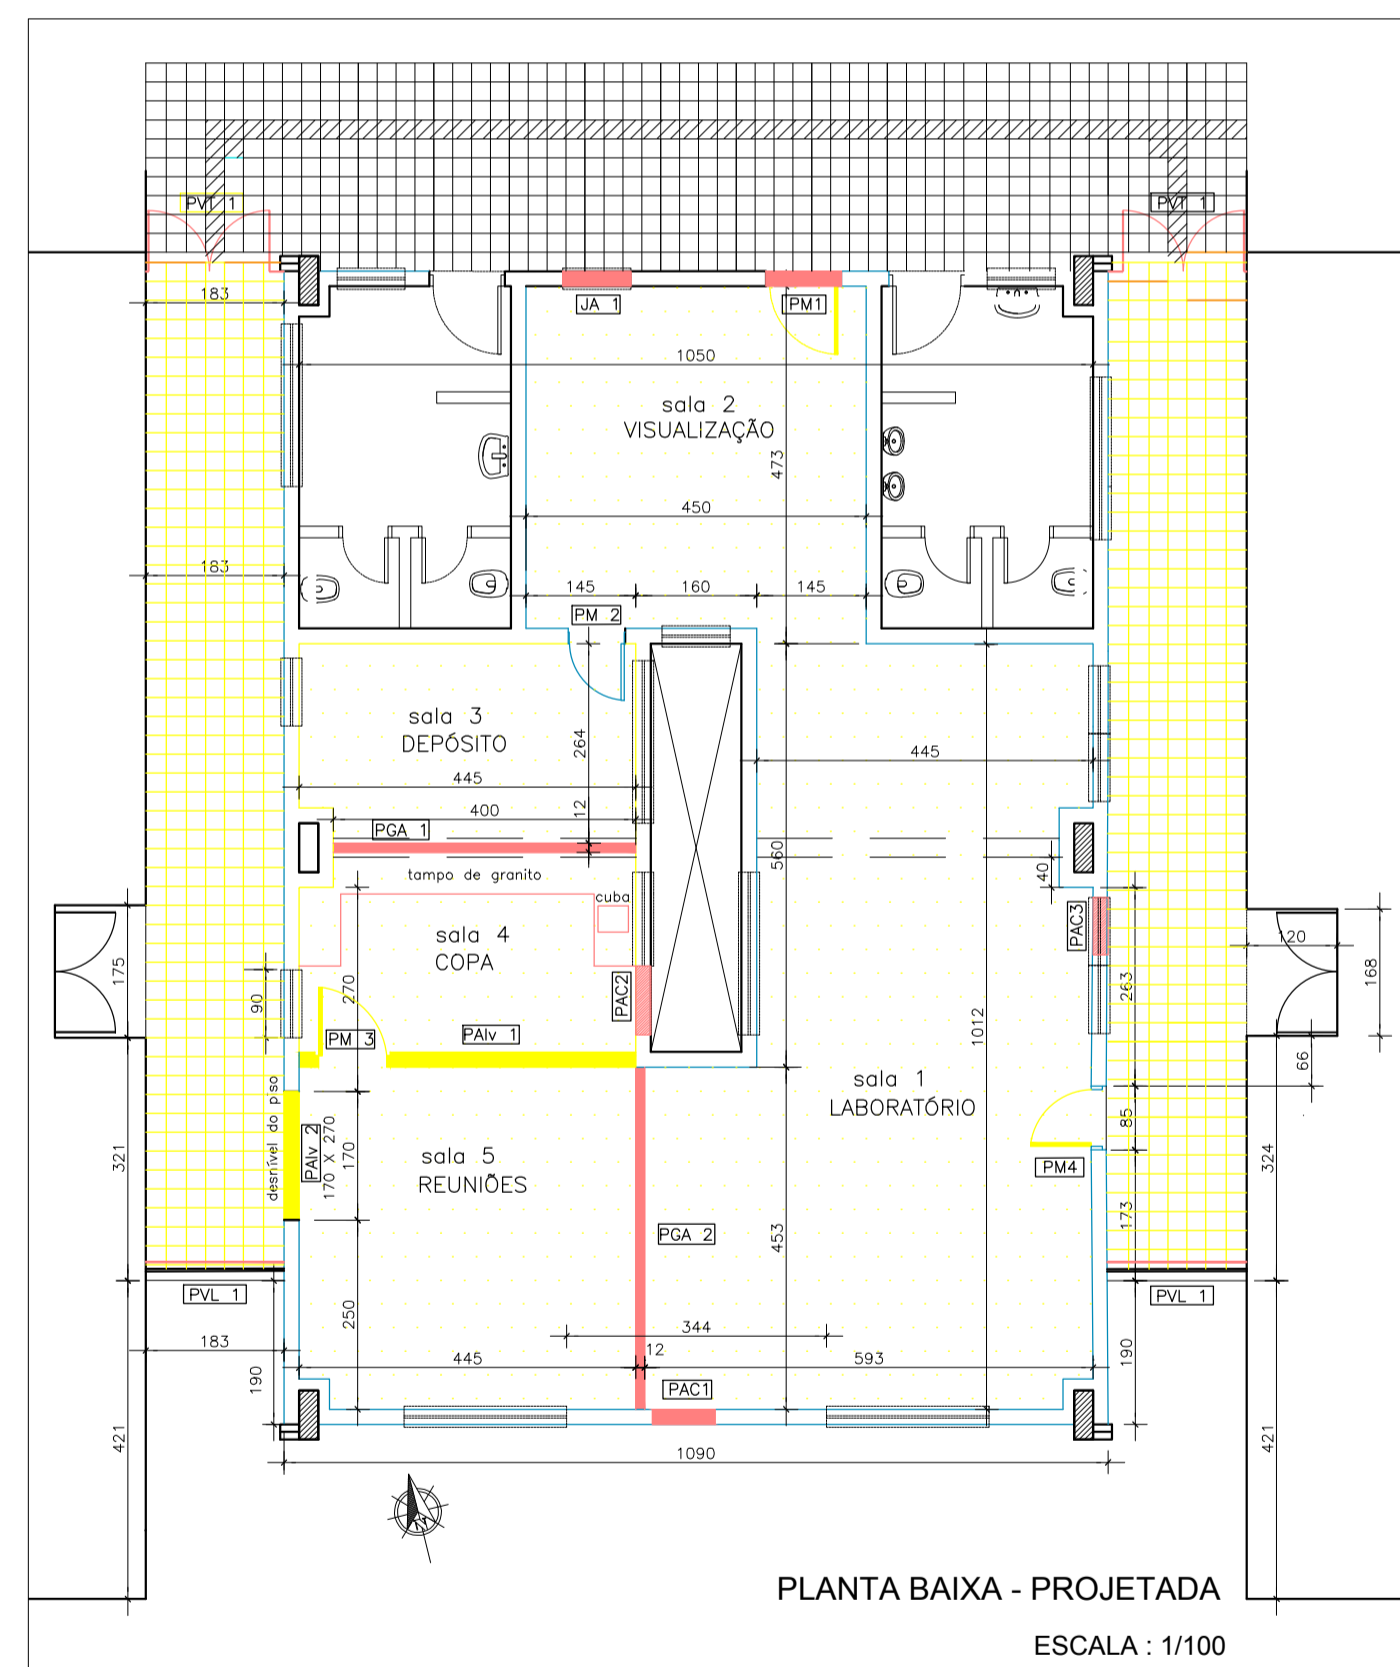 PVT 1
PVT 1
183
JA 1
PM1
1050
sala 2
VISUALIZAÇÃO
473
450
183
145
160
145
PM 2
sala 3
DEPÓSITO
264
445
445
400
12
PGA 1
560
tampo de granito
40
cuba
sala 4
COPA
PAC3
175
120
168
90
270
PAC2
263
1012
PM 3
PAIv 1
66
sala 1
LABORATÓRIO
desnível do piso
PAIv 2
170 X 270
170
321
85
sala 5
REUNIÕES
PM4
324
173
PGA 2
453
PVL 1
PVL 1
250
344
183
12
445
593
190
190
PAC1
421
421
1090
N
PLANTA BAIXA - PROJETADA
ESCALA : 1/100